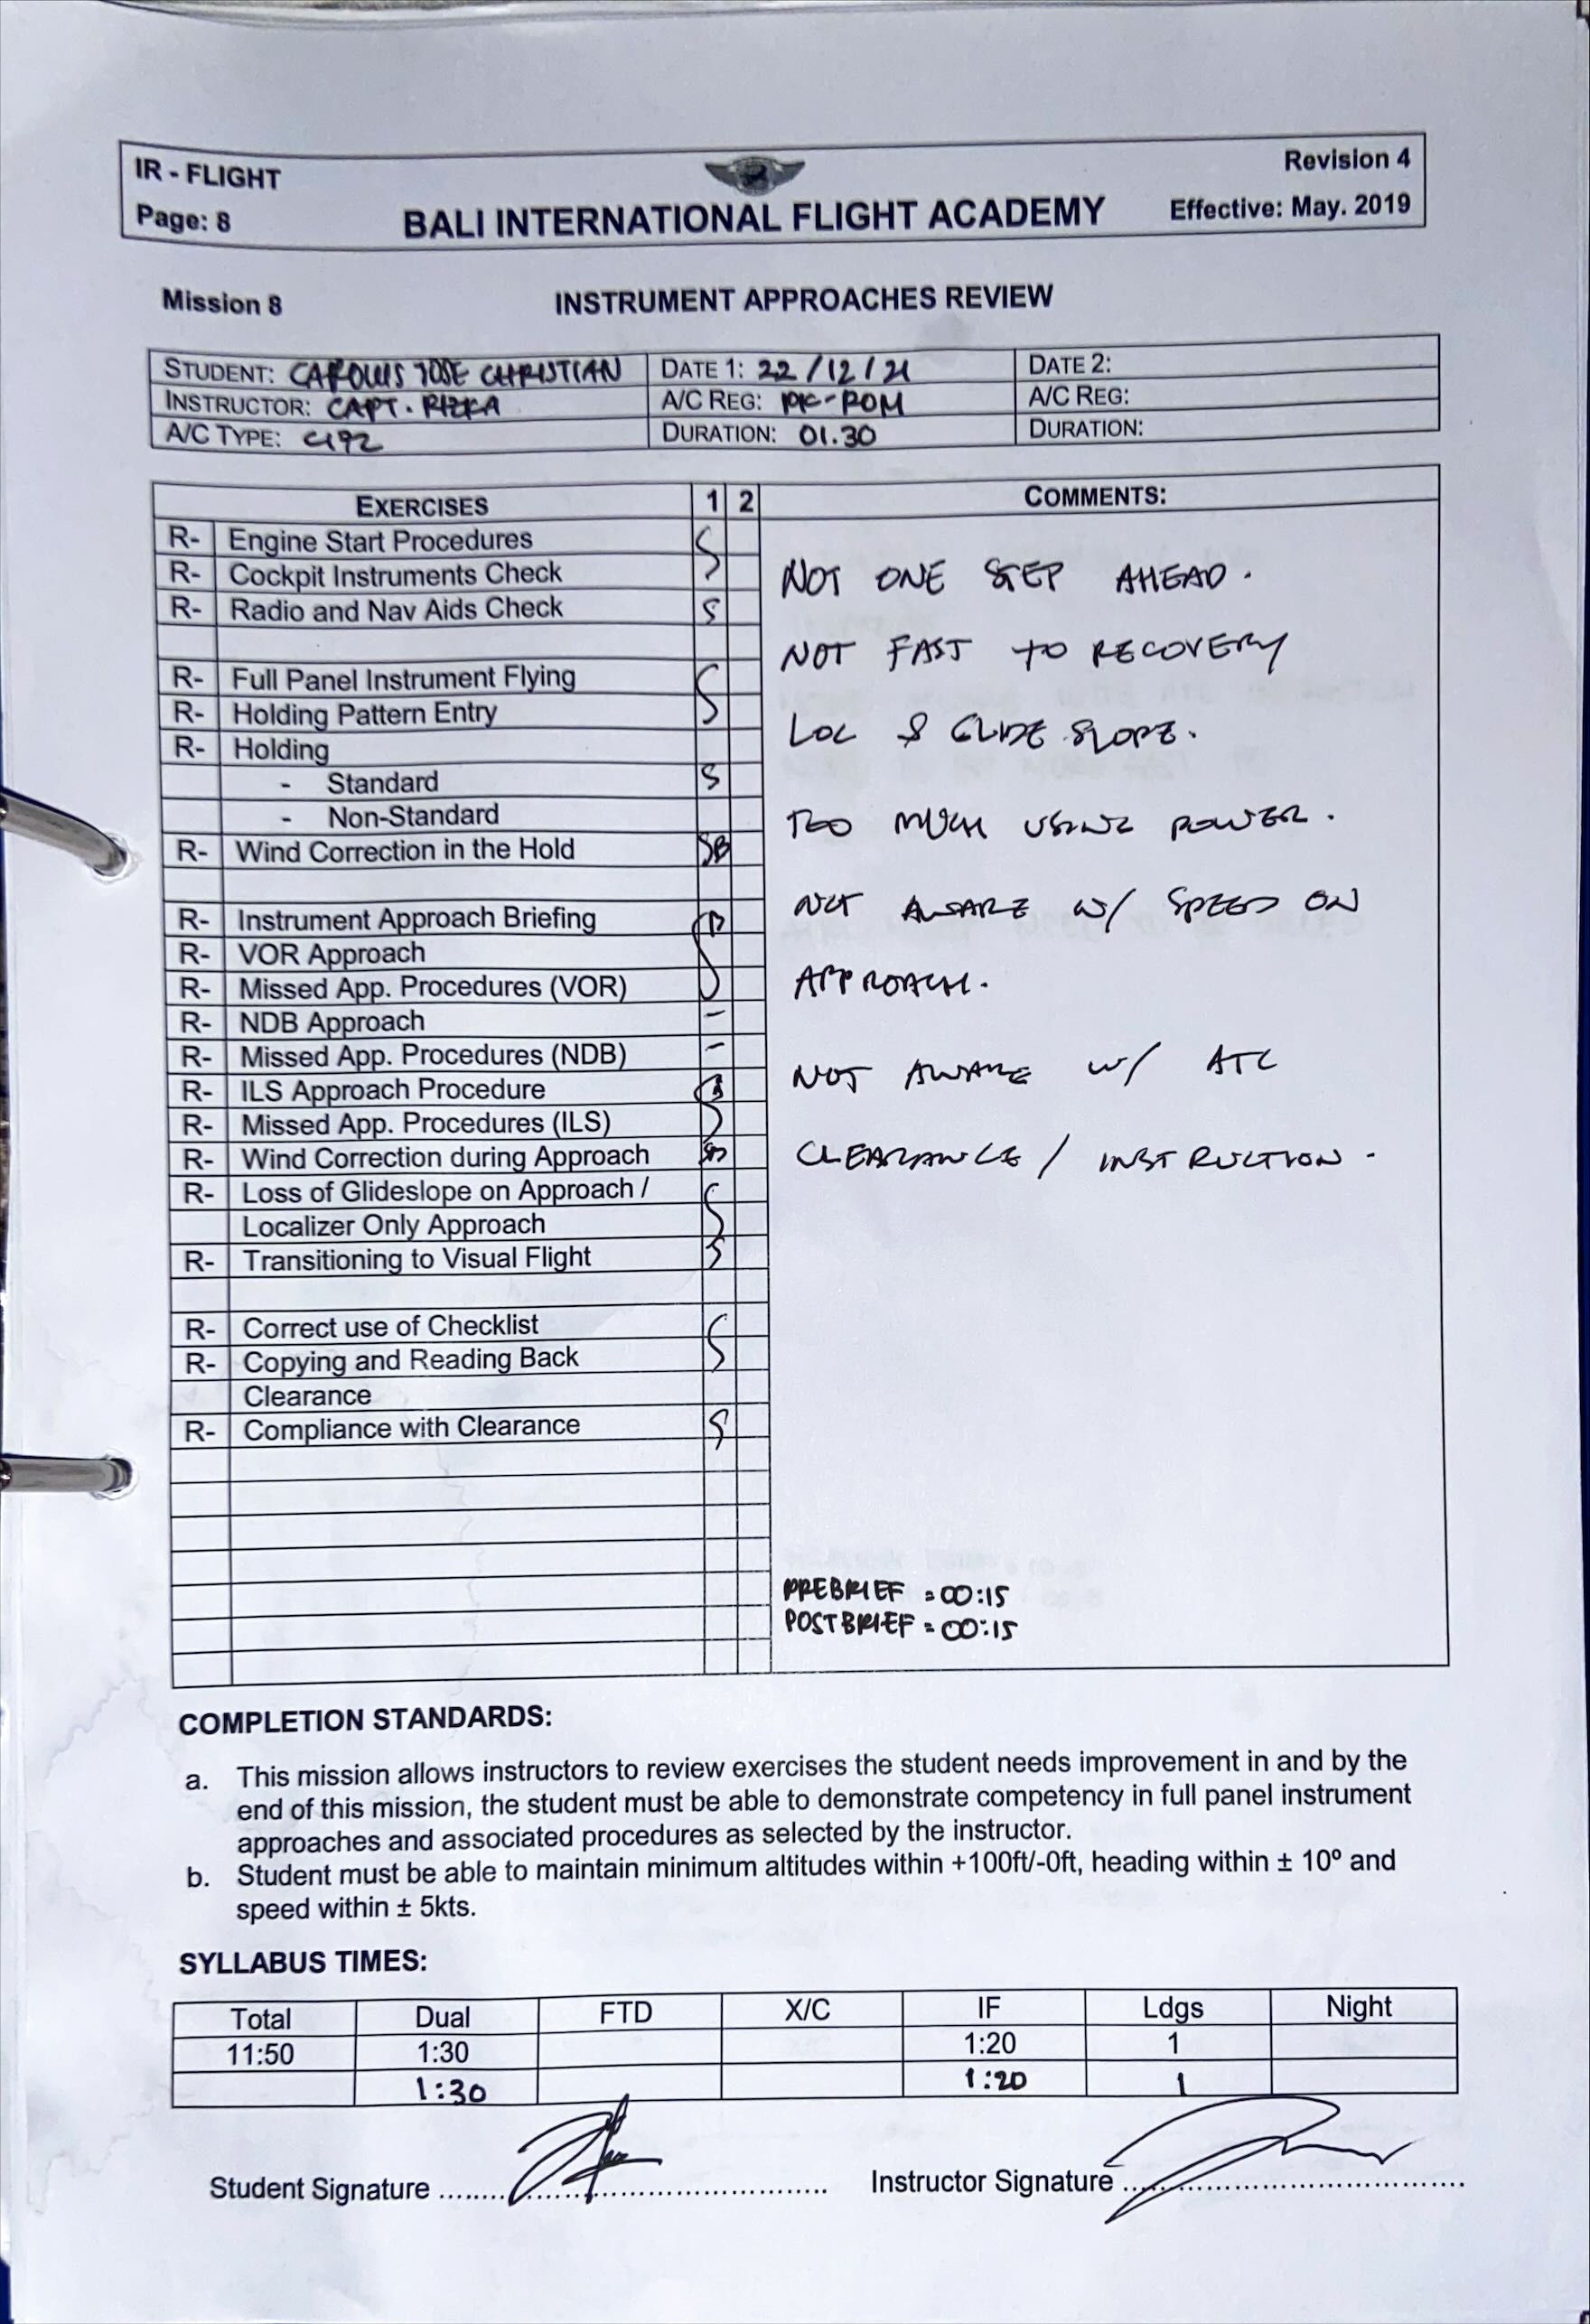 IR - FLIGHT
Revision 4
Page: 8
BALI INTERNATIONAL FLIGHT ACADEMY
Effective: May. 2019
Mission 8
INSTRUMENT APPROACHES REVIEW
STUDENT: CAROLUS JOSE CHRISTIAN DATE 1: 22/12/21 DATE 2:
INSTRUCTOR: CAPT. RIZKA A/C REG: PK-ROM A/C REG:
A/C TYPE: C172 DURATION: 01.30 DURATION:
EXERCISES 1 2 COMMENTS:
R- Engine Start Procedures S
R- Cockpit Instruments Check
R- Radio and Nav Aids Check S
R- Full Panel Instrument Flying S
R- Holding Pattern Entry
R- Holding
- Standard S
- Non-Standard
R- Wind Correction in the Hold SB
R- Instrument Approach Briefing
R- VOR Approach
R- Missed App. Procedures (VOR)
R- NDB Approach -
R- Missed App. Procedures (NDB) -
R- ILS Approach Procedure
R- Missed App. Procedures (ILS)
R- Wind Correction during Approach
R- Loss of Glideslope on Approach / S
Localizer Only Approach
R- Transitioning to Visual Flight S
R- Correct use of Checklist S
R- Copying and Reading Back
Clearance
R- Compliance with Clearance S
NOT ONE STEP AHEAD.
NOT FAST TO RECOVERY
LOC & GLIDE SLOPE.
TOO MUCH USING POWER.
NOT AWARE W/ SPEED ON
APPROACH.
NOT AWARE W/ ATC
CLEARANCE / INSTRUCTION.
PREBRIEF = 00:15
POSTBRIEF = 00:15
COMPLETION STANDARDS:
a. This mission allows instructors to review exercises the student needs improvement in and by the
end of this mission, the student must be able to demonstrate competency in full panel instrument
approaches and associated procedures as selected by the instructor.
b. Student must be able to maintain minimum altitudes within +100ft/-0ft, heading within ± 10º and
speed within ± 5kts.
SYLLABUS TIMES:
Total Dual FTD X/C IF Ldgs Night
11:50 1:30 1:20 1
1:30 1:20 1
Student Signature .................................................. Instructor Signature ..................................................